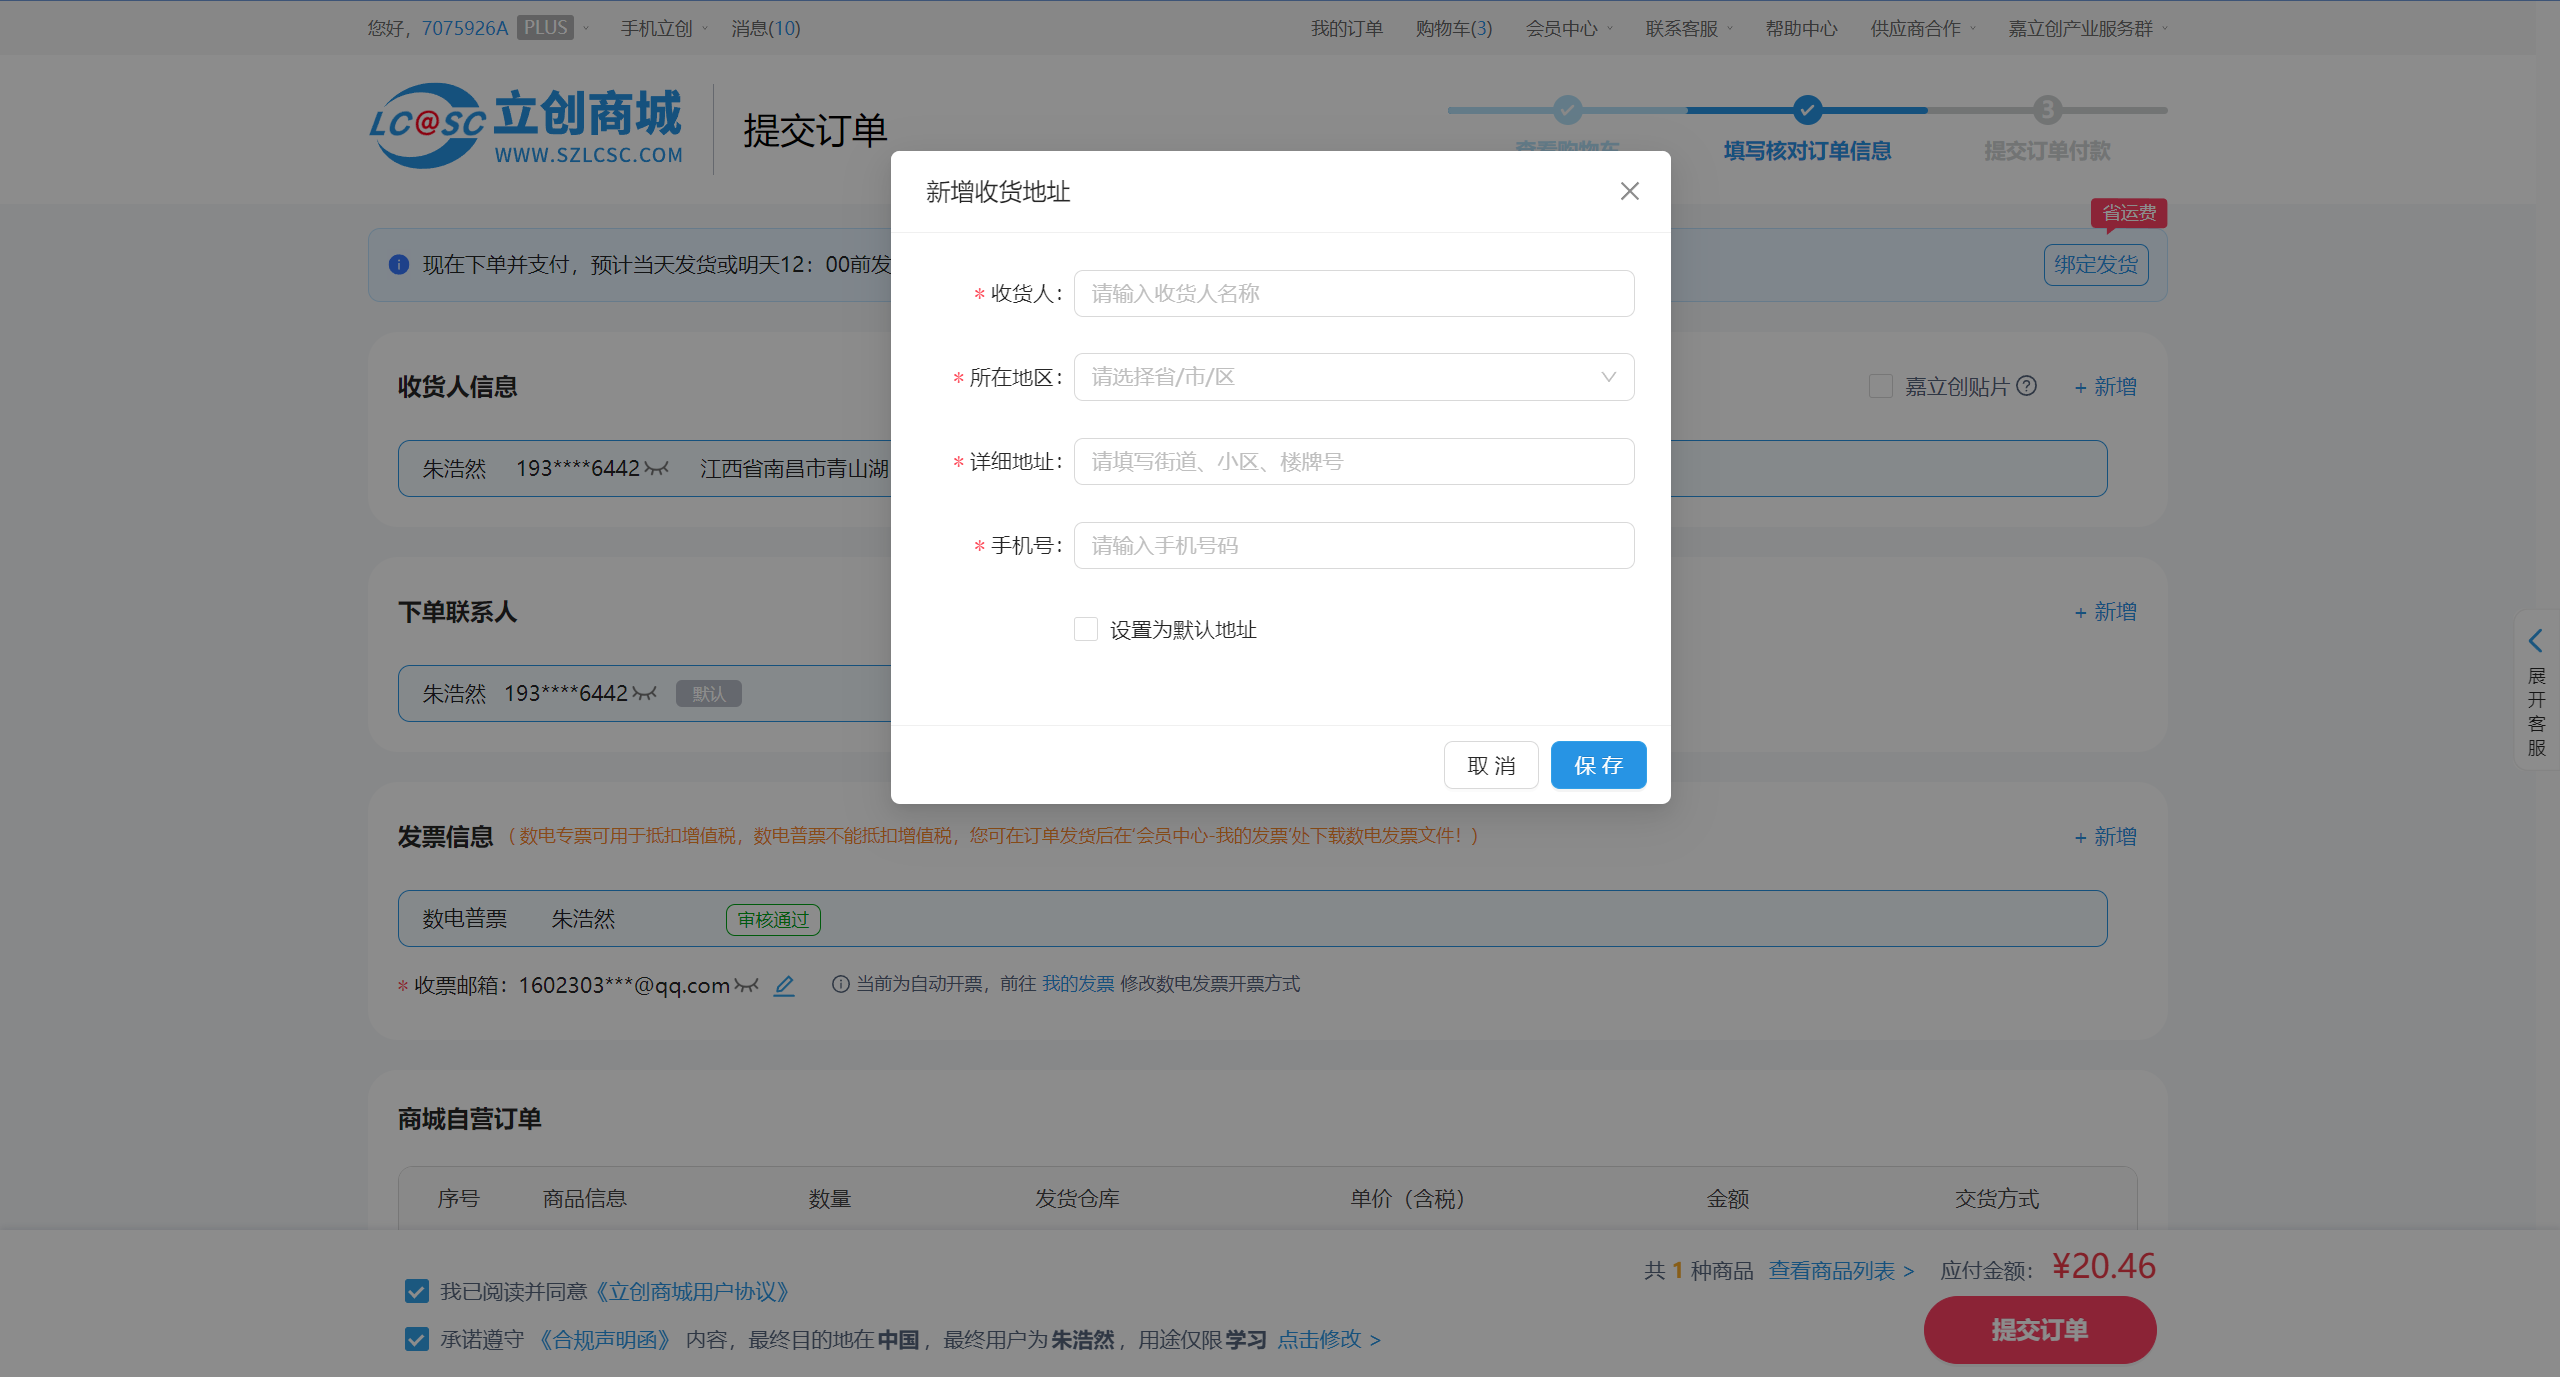 您好，7075926A PLUS 手机立创 消息(10) 我的订单 购物车(3) 会员中心 联系客服 帮助中心 供应商合作 嘉立创产业服务群
LC@SC 立创商城
WWW.SZLCSC.COM
提交订单
3
查看购物车 填写核对订单信息 提交订单付款
新增收货地址
省运费
现在下单并支付，预计当天发货或明天12：00前发
绑定发货
* 收货人： 请输入收货人名称
* 所在地区： 请选择省/市/区
* 详细地址： 请填写街道、小区、楼牌号
* 手机号： 请输入手机号码
设置为默认地址
取 消 保 存
收货人信息 嘉立创贴片 + 新增
朱浩然 193****6442 江西省南昌市青山湖
下单联系人 + 新增
朱浩然 193****6442 默认
展开客服
发票信息 （ 数电专票可用于抵扣增值税，数电普票不能抵扣增值税，您可在订单发货后在'会员中心-我的发票'处下载数电发票文件！） + 新增
数电普票 朱浩然 审核通过
* 收票邮箱：1602303***@qq.com 当前为自动开票，前往 我的发票 修改数电发票开票方式
商城自营订单
序号 商品信息 数量 发货仓库 单价（含税） 金额 交货方式
共 1 种商品 查看商品列表 > 应付金额： ¥20.46
我已阅读并同意《立创商城用户协议》
承诺遵守 《合规声明函》 内容，最终目的地在 中国 ，最终用户为 朱浩然 ，用途仅限 学习 点击修改 >
提交订单